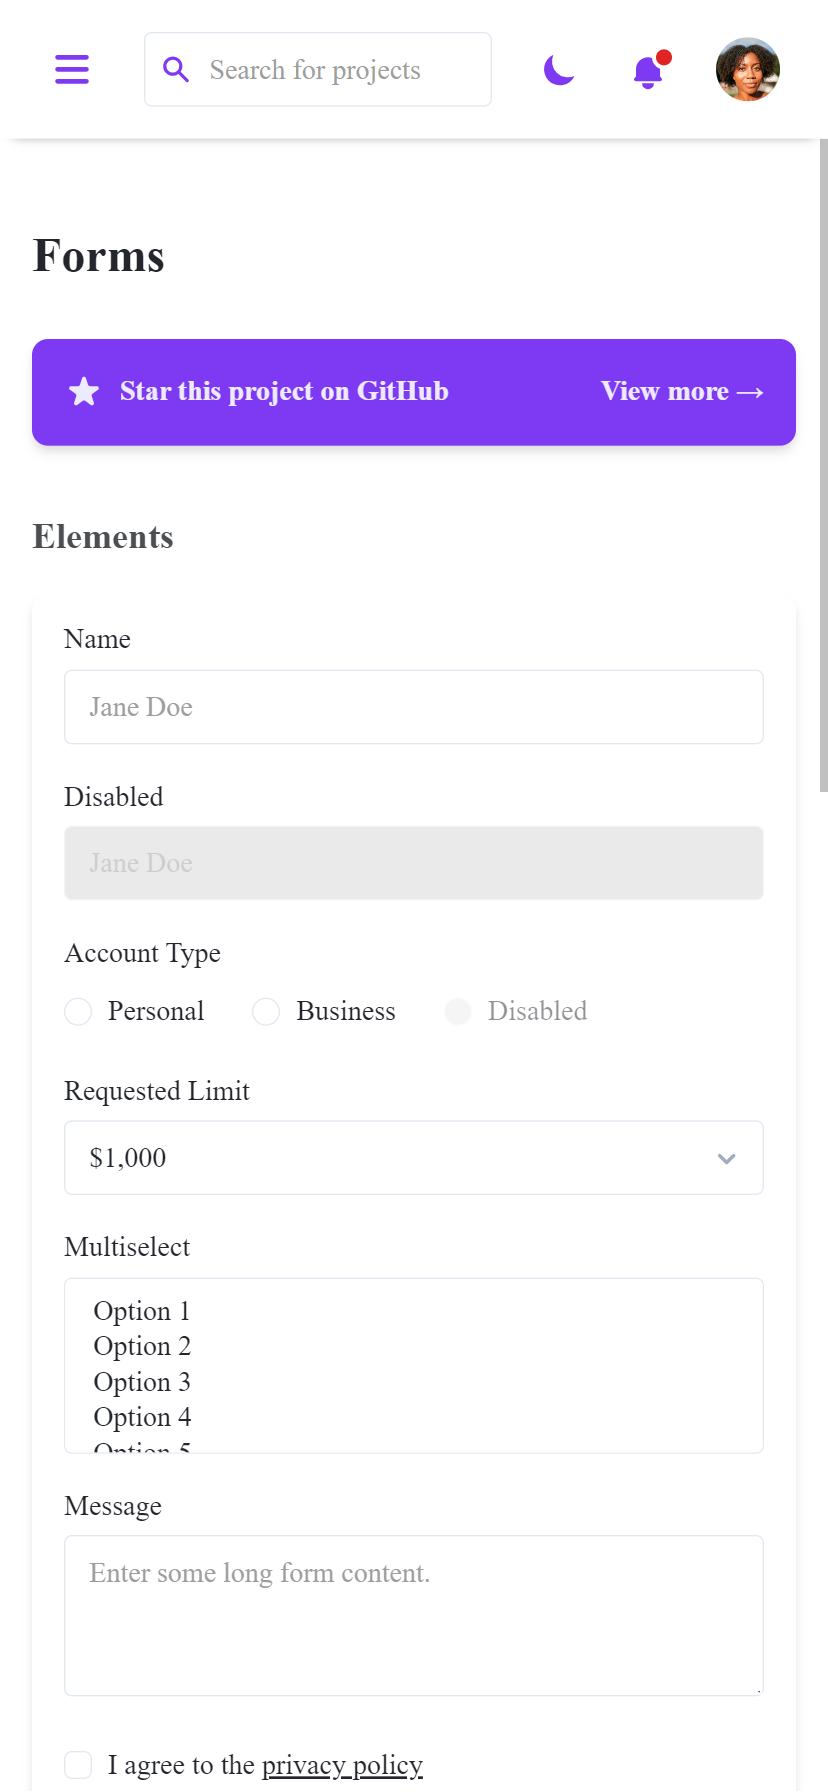 Search for projects
Forms
Star this project on GitHub
View more →
Elements
Name
Jane Doe
Disabled
Jane Doe
Account Type
Personal Business Disabled
Requested Limit
$1,000
Multiselect
Option 1
Option 2
Option 3
Option 4
Option 5
Message
Enter some long form content.
I agree to the privacy policy